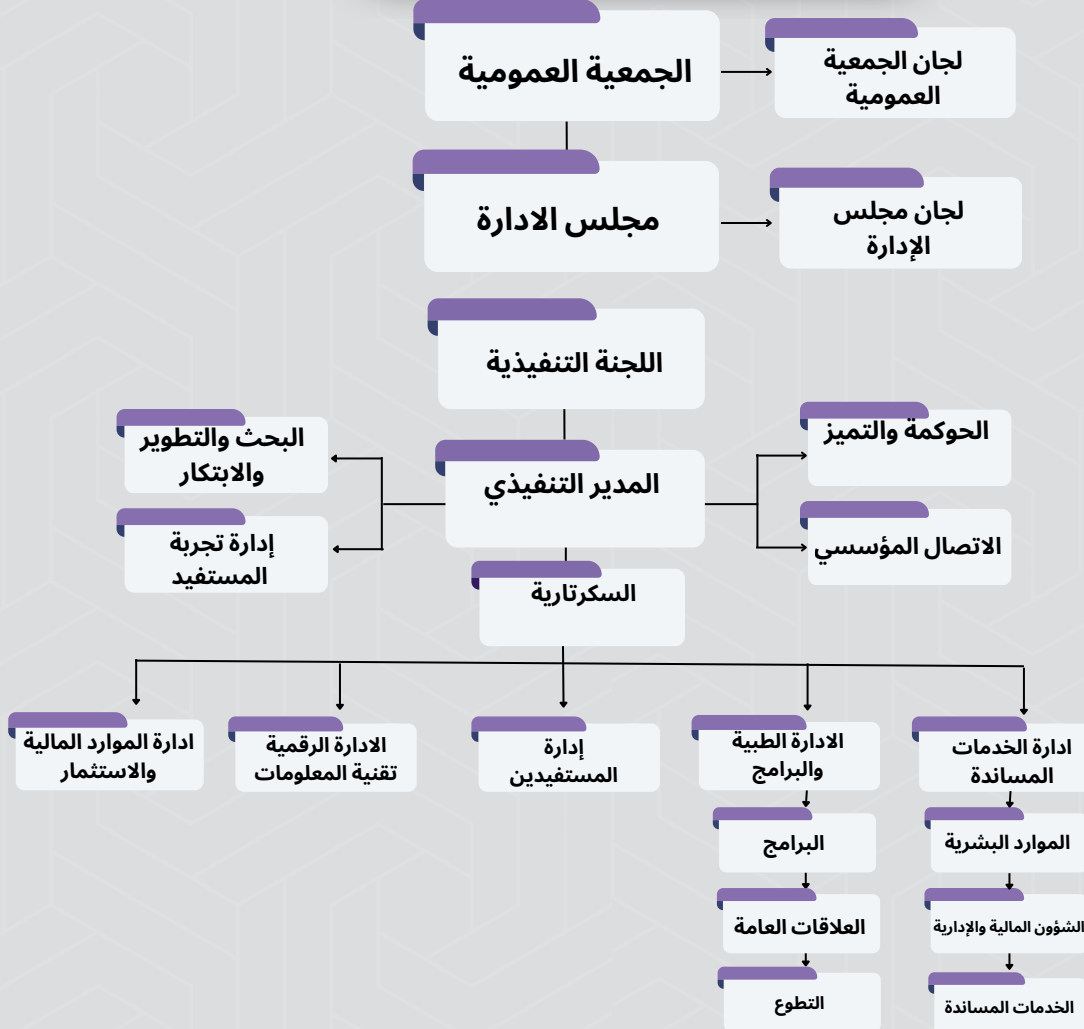 الجمعية العمومية
لجان الجمعية
العمومية
مجلس الادارة
لجان مجلس
الإدارة
اللجنة التنفيذية
المدير التنفيذي
الحوكمة والتميز
الاتصال المؤسسي
البحث والتطوير
والابتكار
إدارة تجربة
المستفيد
السكرتارية
ادارة الخدمات
المساندة
الموارد البشرية
الشؤون المالية والإدارية
الخدمات المساندة
الادارة الطبية
والبرامج
البرامج
العلاقات العامة
التطوع
إدارة
المستفيدين
الادارة الرقمية
تقنية المعلومات
ادارة الموارد المالية
والاستثمار